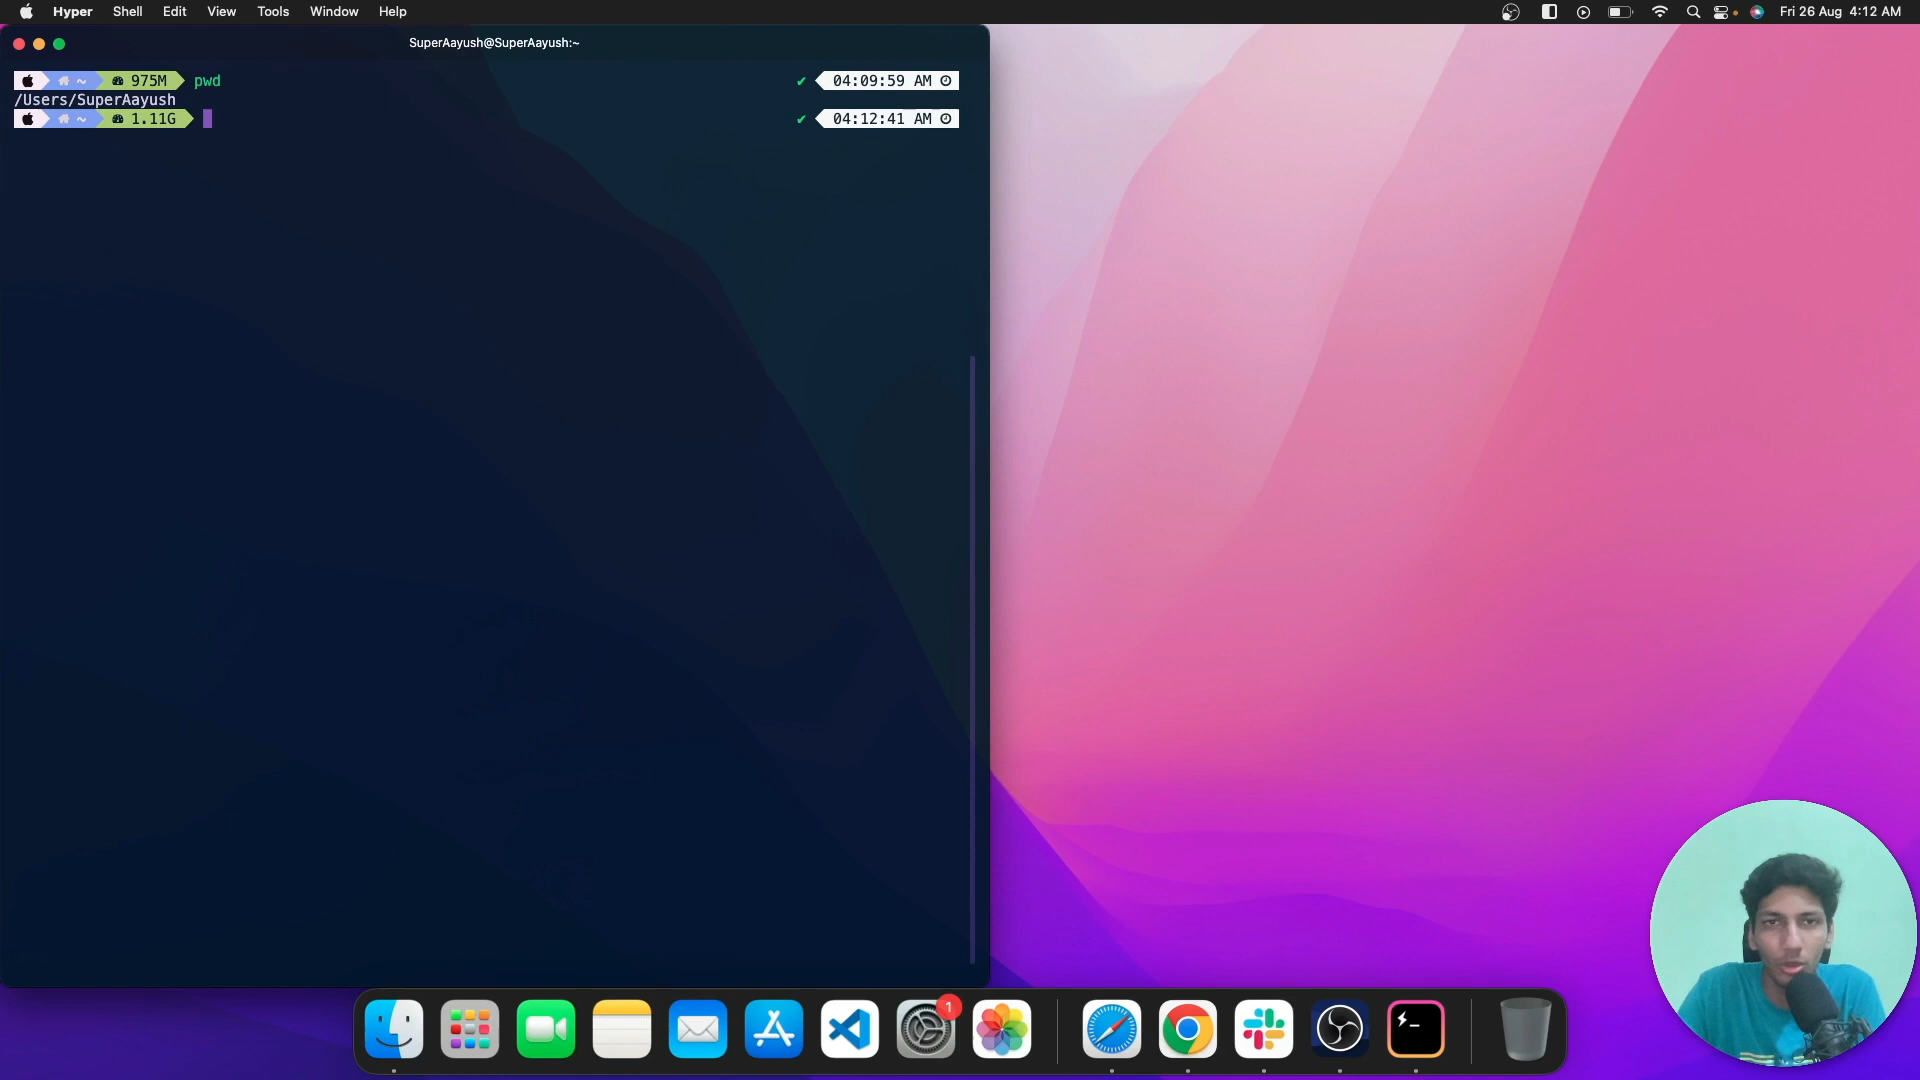 Hyper Shell Edit View Tools Window Help Fri 26 Aug 4:12 AM
SuperAayush@SuperAayush:~
~ 975M pwd ✔ 04:09:59 AM
/Users/SuperAayush
~ 1.11G ✔ 04:12:41 AM
1